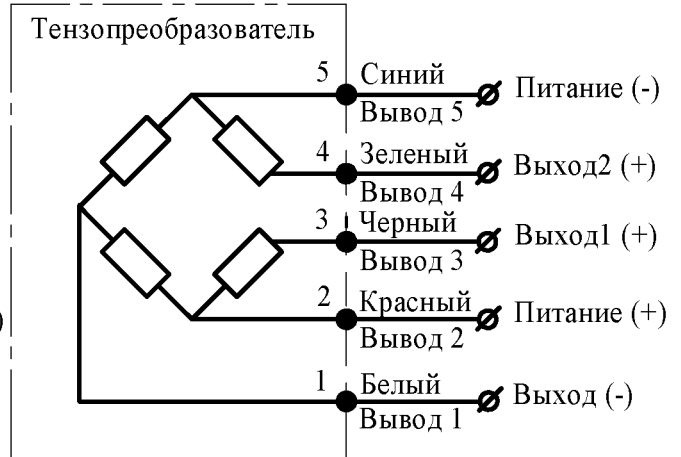 Тензопреобразователь
5 Синий
Вывод 5
Питание (-)
4 Зеленый
Вывод 4
Выход2 (+)
3 Черный
Вывод 3
Выход1 (+)
2 Красный
Вывод 2
Питание (+)
1 Белый
Вывод 1
Выход (-)
)